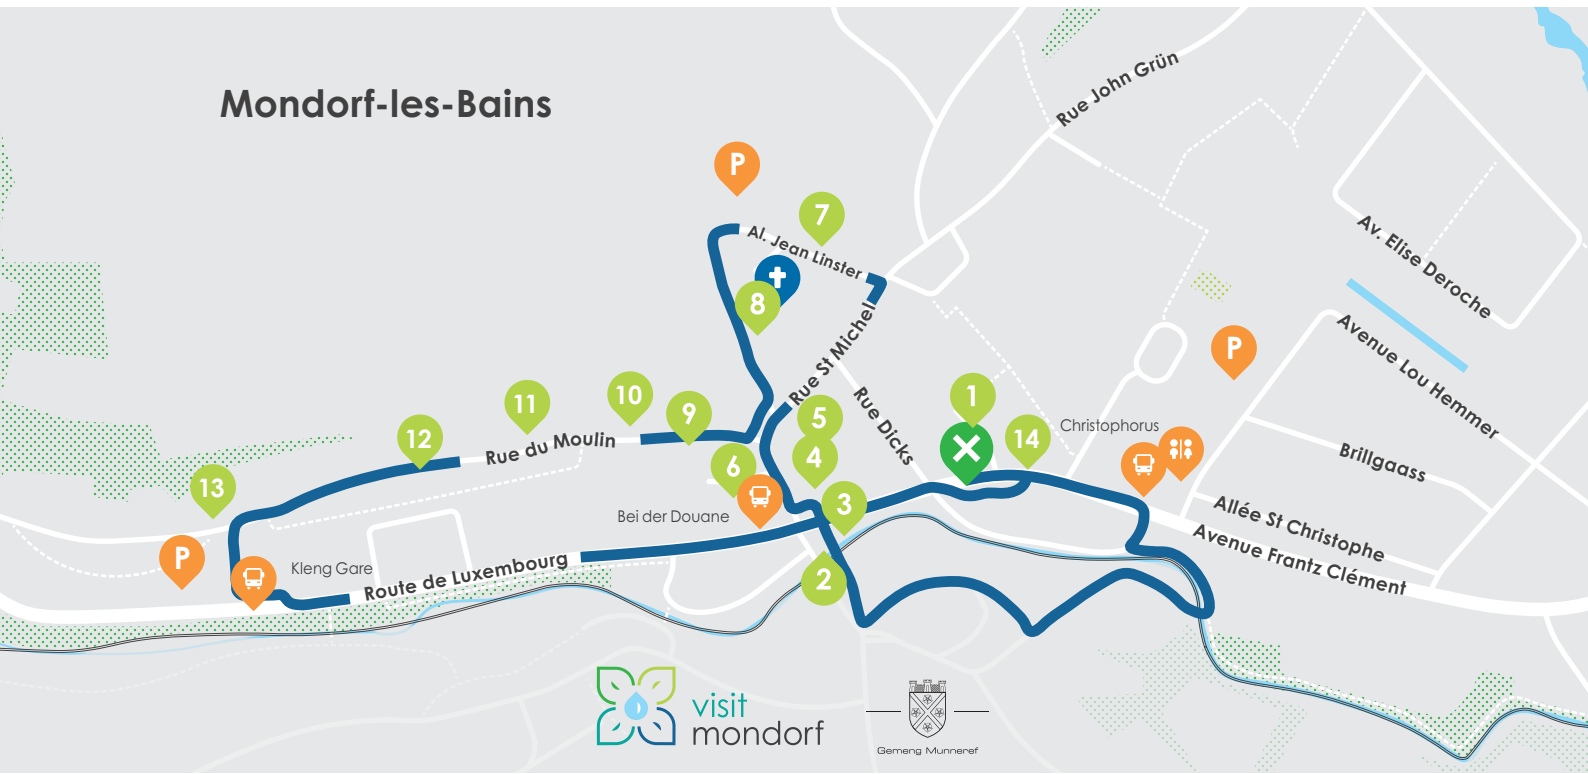 Mondorf-les-Bains
Rue John Grün
P
7
Al. Jean Linster
8
Av. Elise Deroche
Rue St Michel
P
Avenue Lou Hemmer
1
10
11
9
5
Rue Dicks
12
Rue du Moulin
6
4
14
Christophorus
Brillgaass
13
3
Bei der Douane
Allée St Christophe
Avenue Frantz Clément
P
Kleng Gare
Route de Luxembourg
2
visit
mondorf
Gemeng Munneref